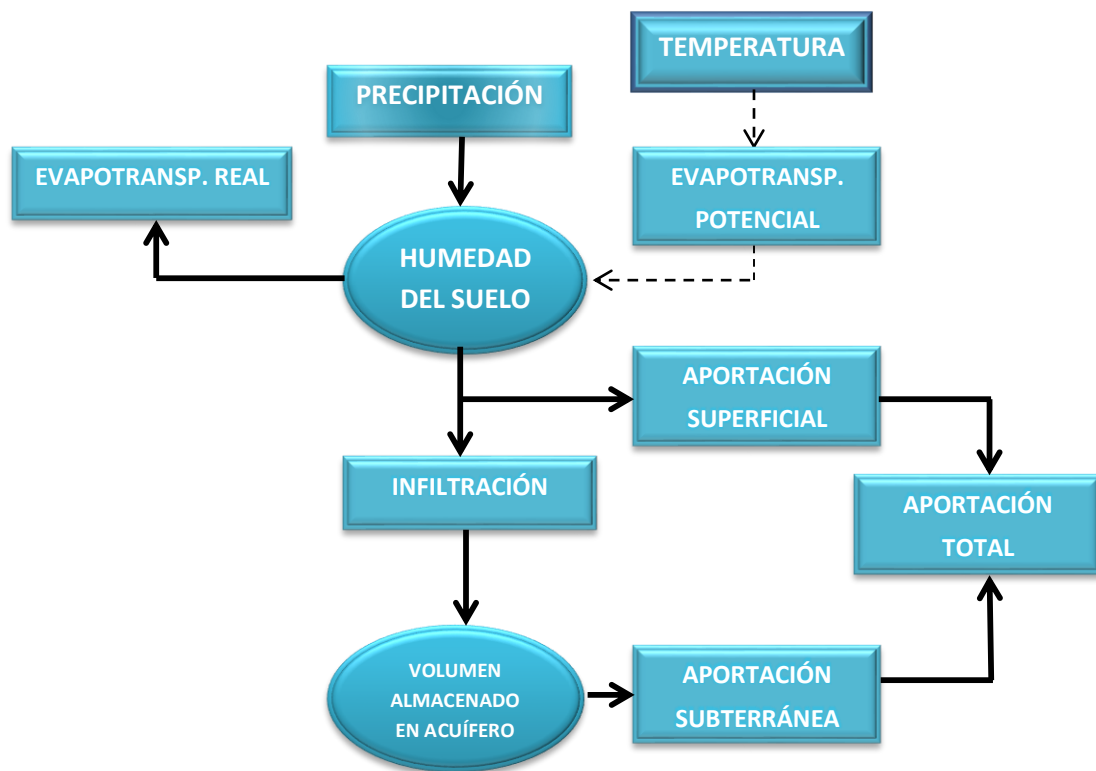 TEMPERATURA
PRECIPITACIÓN
EVAPOTRANSP. REAL
EVAPOTRANSP.
POTENCIAL
HUMEDAD
DEL SUELO
APORTACIÓN
SUPERFICIAL
INFILTRACIÓN
APORTACIÓN
TOTAL
VOLUMEN
ALMACENADO
EN ACUÍFERO
APORTACIÓN
SUBTERRÁNEA